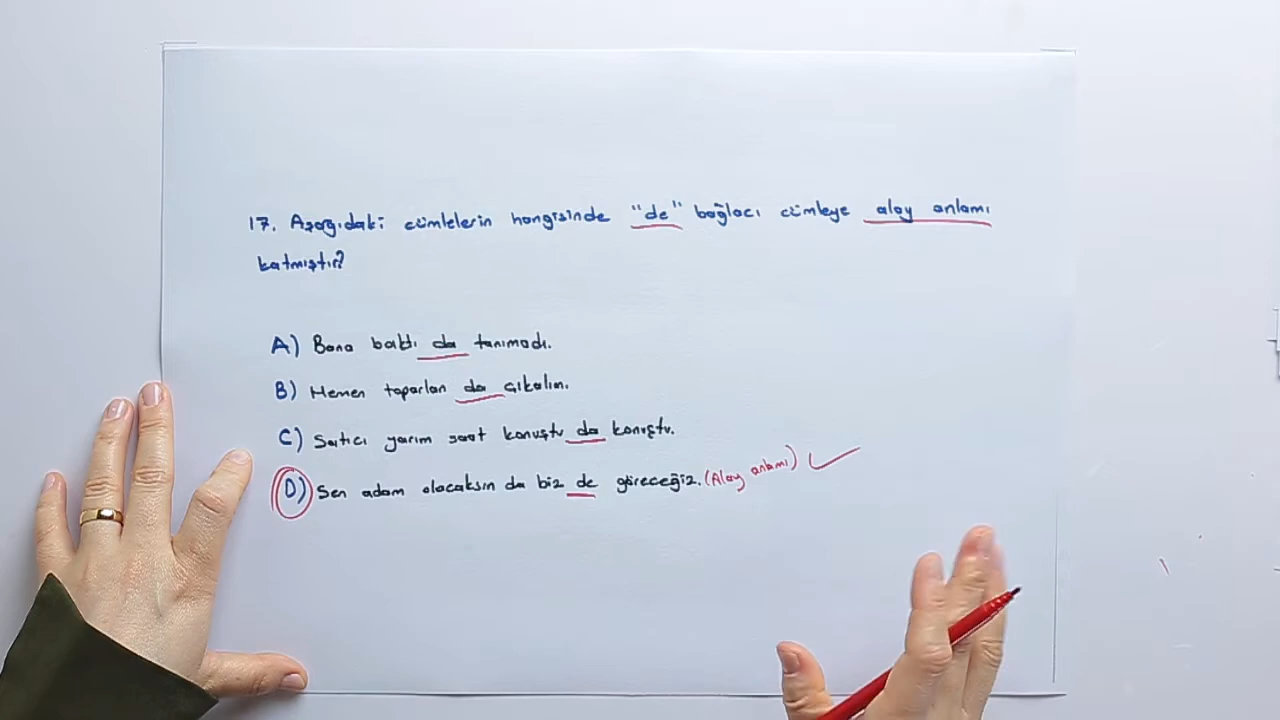 17. Aşağıdaki cümlelerin hangisinde "de" bağlacı cümleye alay anlamı
katmıştır?
A) Bana baktı da tanımadı.
B) Hemen toparlan da çıkalım.
C) Satıcı yarım saat konuştu da konuştu.
D) Sen adam olacaksın da biz de göreceğiz. (Alay anlamı)